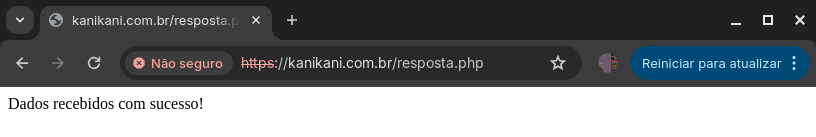 kanikani.com.br/resposta.p
Não seguro
https://kanikani.com.br/resposta.php
Reiniciar para atualizar
Dados recebidos com sucesso!